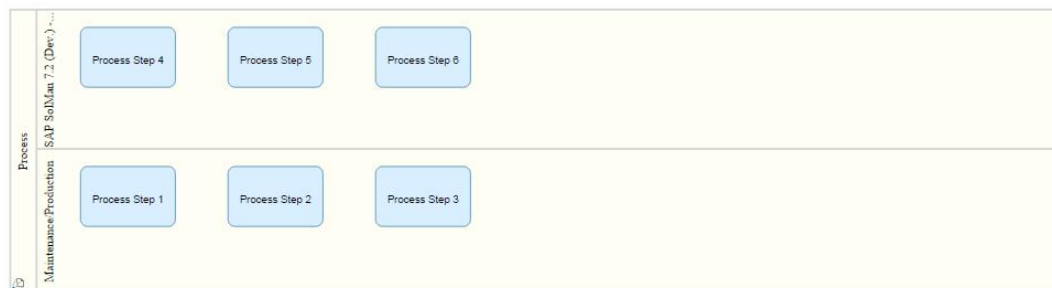 Process
SAP SolMan 7.2 (Dev.) -...
Process Step 4
Process Step 5
Process Step 6
Maintenance/Production
Process Step 1
Process Step 2
Process Step 3